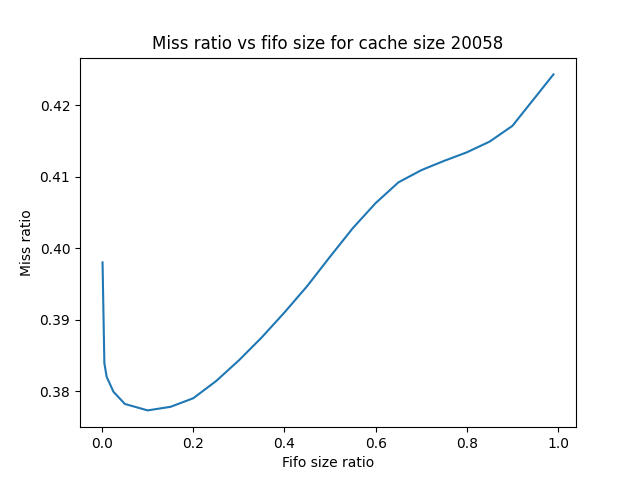 Miss ratio vs fifo size for cache size 20058
0.42
0.41
0.40
0.39
0.38
Miss ratio
0.0 0.2 0.4 0.6 0.8 1.0
Fifo size ratio